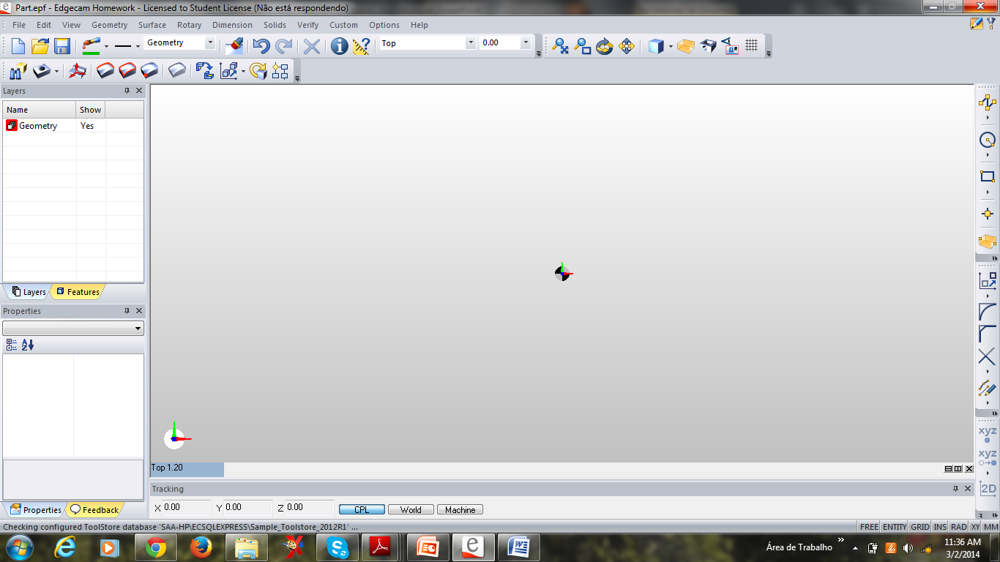 Part.epf - Edgecam Homework - Licensed to Student License (Não está respondendo)
File Edit View Geometry Surface Rotary Dimension Solids Verify Custom Options Help
Geometry Top 0.00
Layers
Name Show
Geometry Yes
Layers Features
Properties
Properties Feedback
Top 1.20
Tracking
X 0.00 Y 0.00 Z 0.00 CPL World Machine
xyz
xyz
2D
Checking configured ToolStore database 'SAA-HP\ECSQLEXPRESS\Sample_Toolstore_2012R1' ...
FREE ENTITY GRID INS RAD XY MM
Área de Trabalho
11:36 AM
3/2/2014